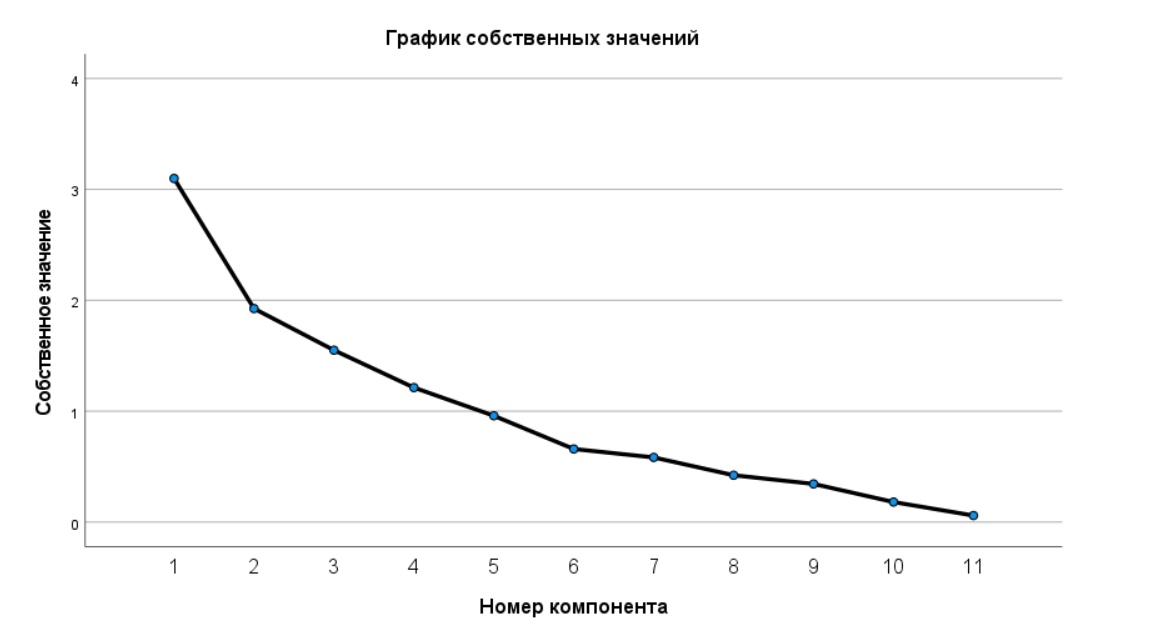 График собственных значений
4
3
2
1
0
Собственное значение
1 2 3 4 5 6 7 8 9 10 11
Номер компонента